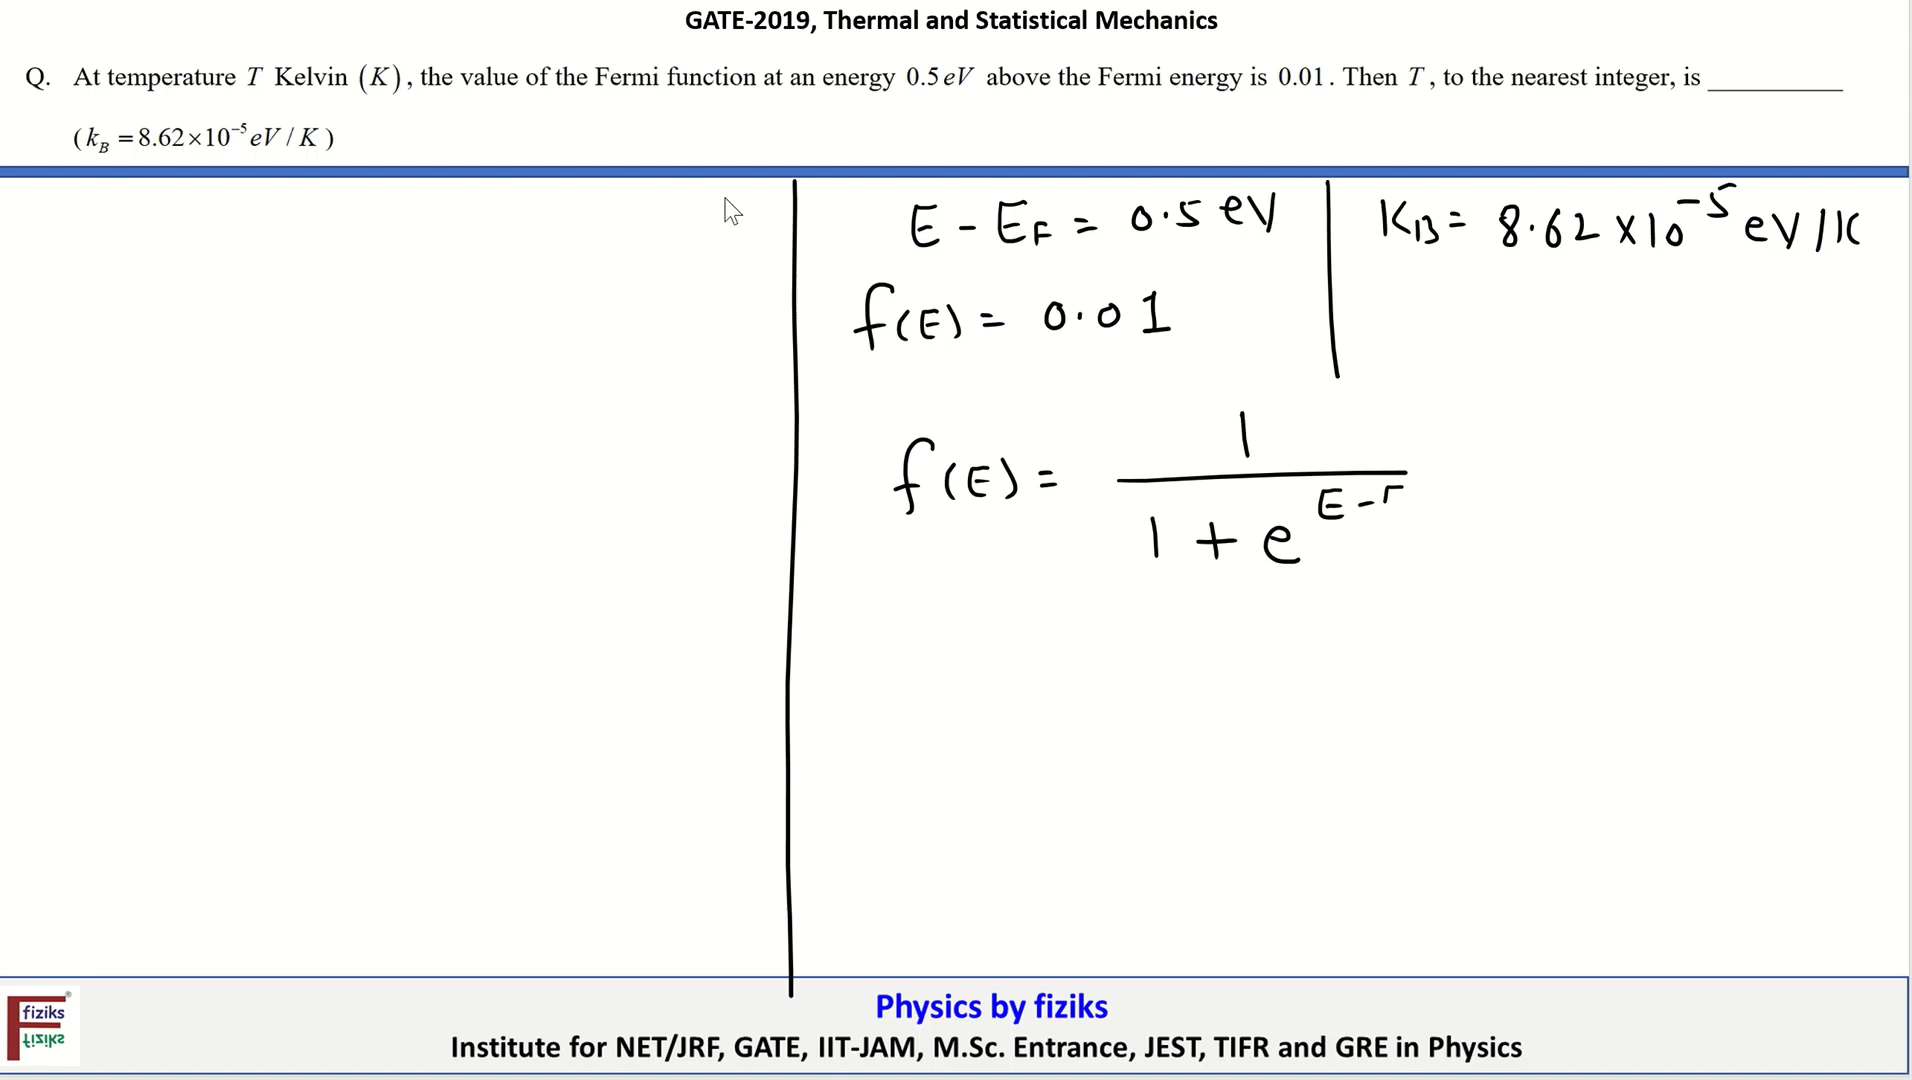 GATE-2019, Thermal and Statistical Mechanics
Q. At temperature T Kelvin (K), the value of the Fermi function at an energy 0.5eV above the Fermi energy is 0.01. Then T, to the nearest integer, is __________
(k_B = 8.62×10⁻⁵ eV / K)
E - E_F = 0.5 eV
K_B = 8.62 × 10⁻⁵ eV/K
f(E) = 0.01
f(E) = 1 / (1 + e^(E-
fiziks
fiziks
®
Physics by fiziks
Institute for NET/JRF, GATE, IIT-JAM, M.Sc. Entrance, JEST, TIFR and GRE in Physics